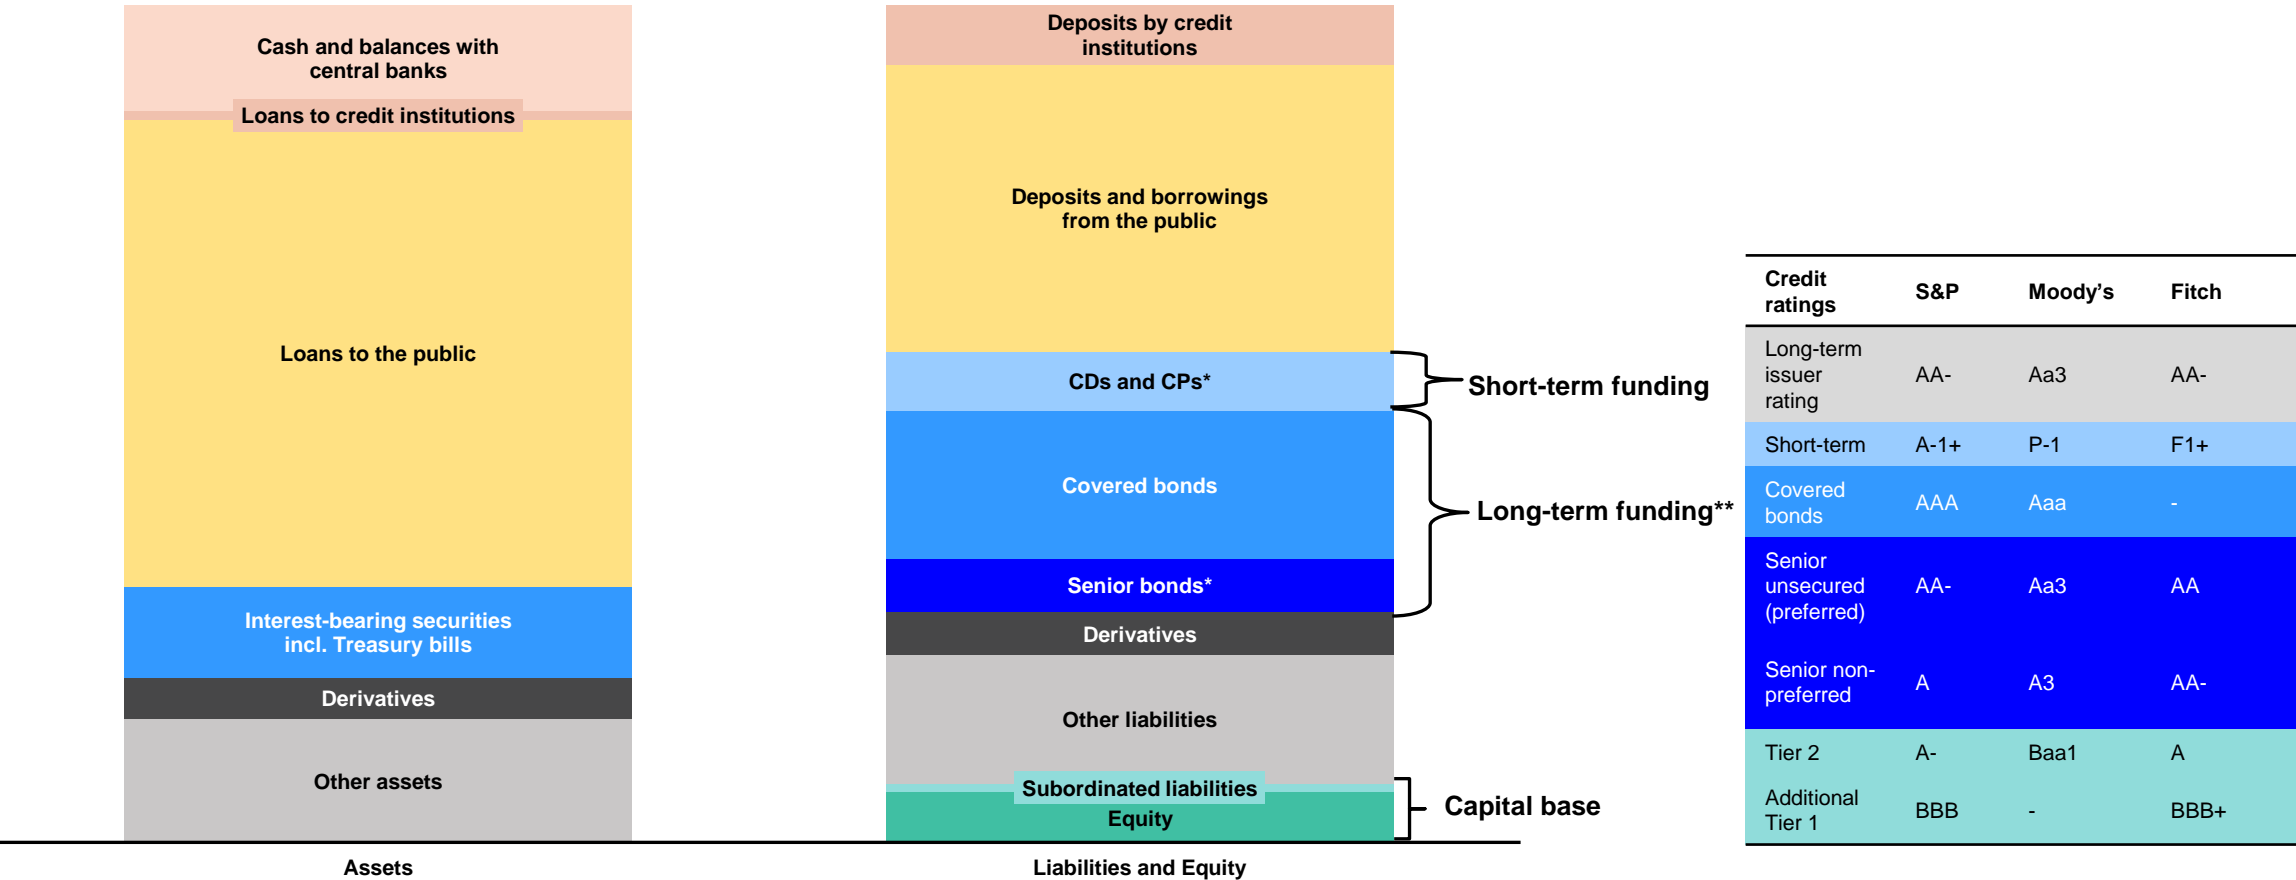 Cash and balances with
central banks
Loans to credit institutions
Loans to the public
Interest-bearing securities
incl. Treasury bills
Derivatives
Other assets
Assets
Deposits by credit
institutions
Deposits and borrowings
from the public
CDs and CPs*
Covered bonds
Senior bonds*
Derivatives
Other liabilities
Subordinated liabilities
Equity
Liabilities and Equity
Short-term funding
Long-term funding**
Capital base
Credit
ratings S&P Moody’s Fitch
Long-term
issuer
rating AA- Aa3 AA-
Short-term A-1+ P-1 F1+
Covered
bonds AAA Aaa -
Senior
unsecured
(preferred) AA- Aa3 AA
Senior non-
preferred A A3 AA-
Tier 2 A- Baa1 A
Additional
Tier 1 BBB - BBB+